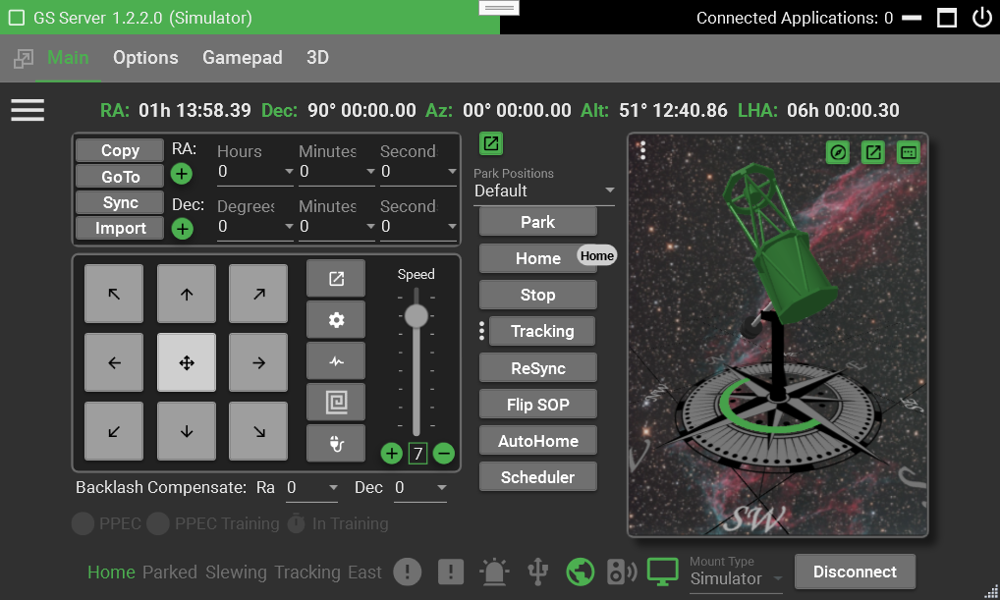 GS Server 1.2.2.0 (Simulator)
Connected Applications: 0
Main Options Gamepad 3D
RA: 01h 13:58.39 Dec: 90° 00:00.00 Az: 00° 00:00.00 Alt: 51° 12:40.86 LHA: 06h 00:00.30
Copy
GoTo
Sync
Import
RA:
Hours Minutes Second
0 0 0
Dec:
Degrees Minutes Second
0 0 0
Speed
7
Backlash Compensate: Ra 0 Dec 0
PPEC PPEC Training In Training
Park Positions
Default
Park
Home
Home
Stop
Tracking
ReSync
Flip SOP
AutoHome
Scheduler
SW
Home Parked Slewing Tracking East
Mount Type
Simulator
Disconnect